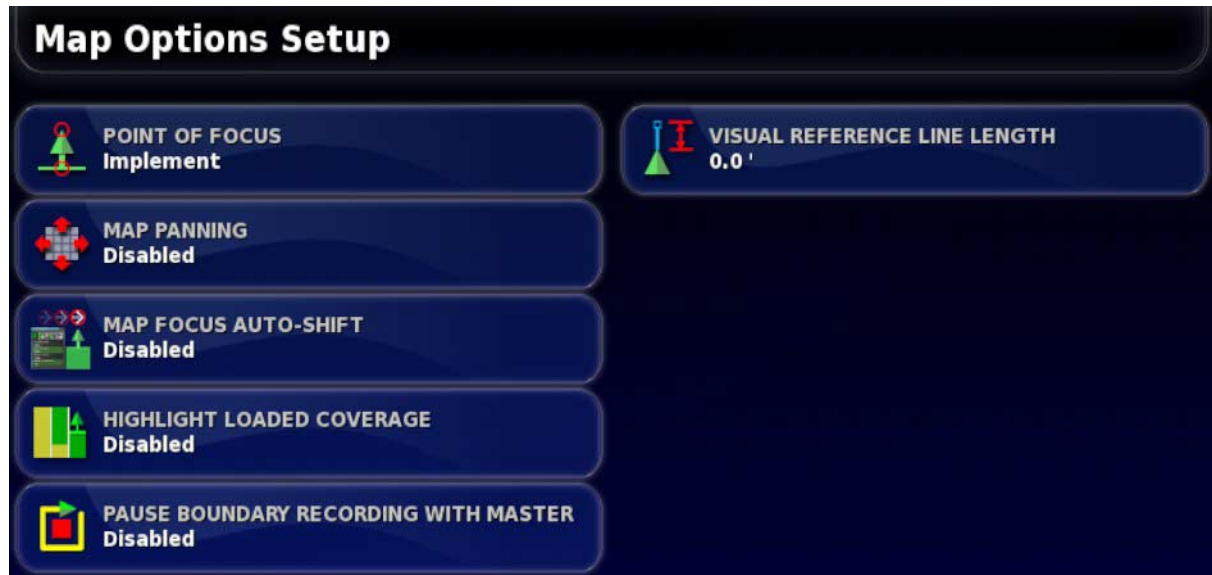 Map Options Setup
POINT OF FOCUS
Implement
MAP PANNING
Disabled
MAP FOCUS AUTO-SHIFT
Disabled
HIGHLIGHT LOADED COVERAGE
Disabled
PAUSE BOUNDARY RECORDING WITH MASTER
Disabled
VISUAL REFERENCE LINE LENGTH
0.0 '